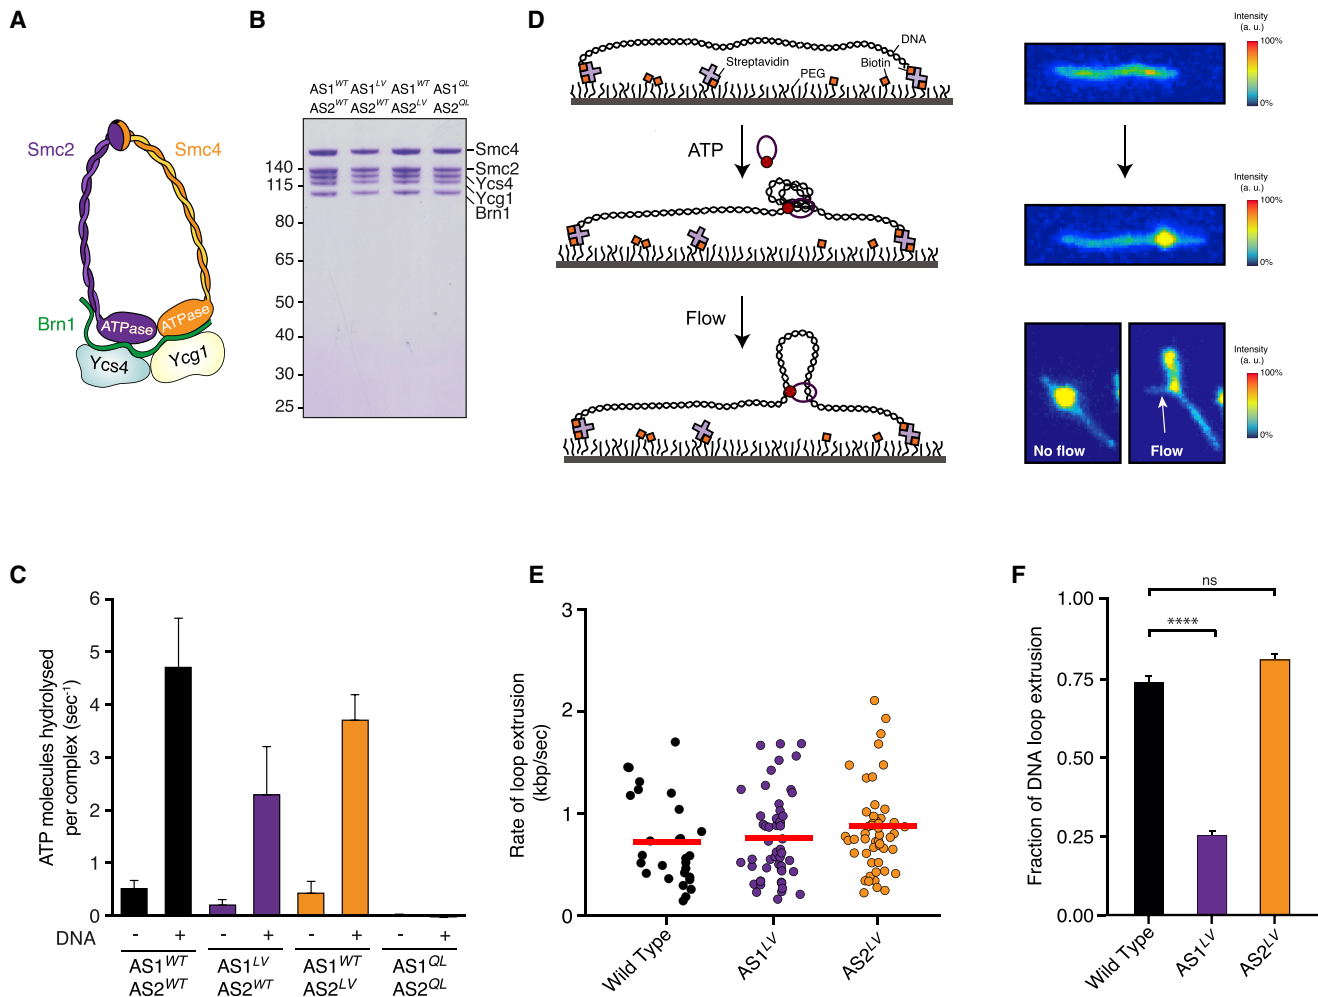 A
Smc2
Smc4
ATPase
ATPase
Brn1
Ycs4
Ycg1
B
AS1WT AS1LV AS1WT AS1QL
AS2WT AS2WT AS2LV AS2QL
140
115
80
65
50
40
30
25
Smc4
Smc2
Ycs4
Ycg1
Brn1
D
DNA
Streptavidin
PEG
Biotin
ATP
Flow
Intensity
(a. u.)
100%
0%
Intensity
(a. u.)
100%
0%
No flow
Flow
Intensity
(a. u.)
100%
0%
C
ATP molecules hydrolysed
per complex (sec-1)
6
5
4
3
2
1
0
DNA - + - + - + - +
AS1WT AS1LV AS1WT AS1QL
AS2WT AS2WT AS2LV AS2QL
E
Rate of loop extrusion
(kbp/sec)
3
2
1
0
Wild Type
AS1LV
AS2LV
F
Fraction of DNA loop extrusion
1.00
0.75
0.50
0.25
0.00
ns
****
Wild Type
AS1LV
AS2LV